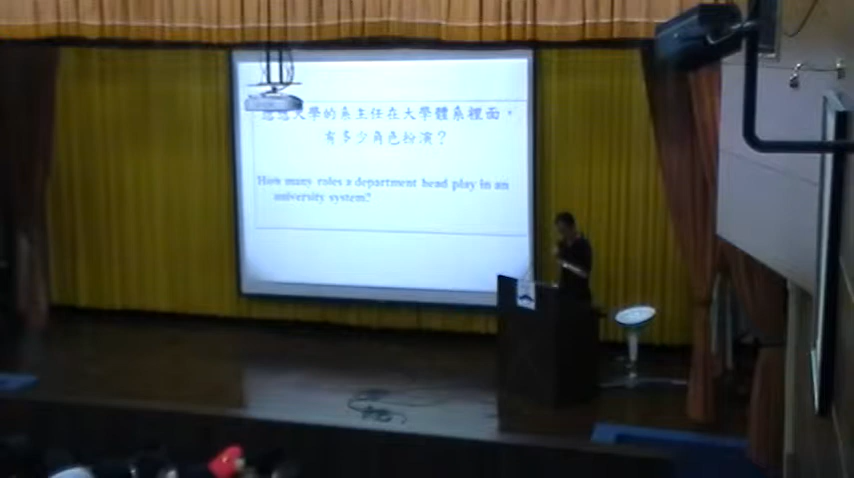 大學的系主任在大學體系裡面，
有多少角色扮演？
How many roles a department head play in an
university system?